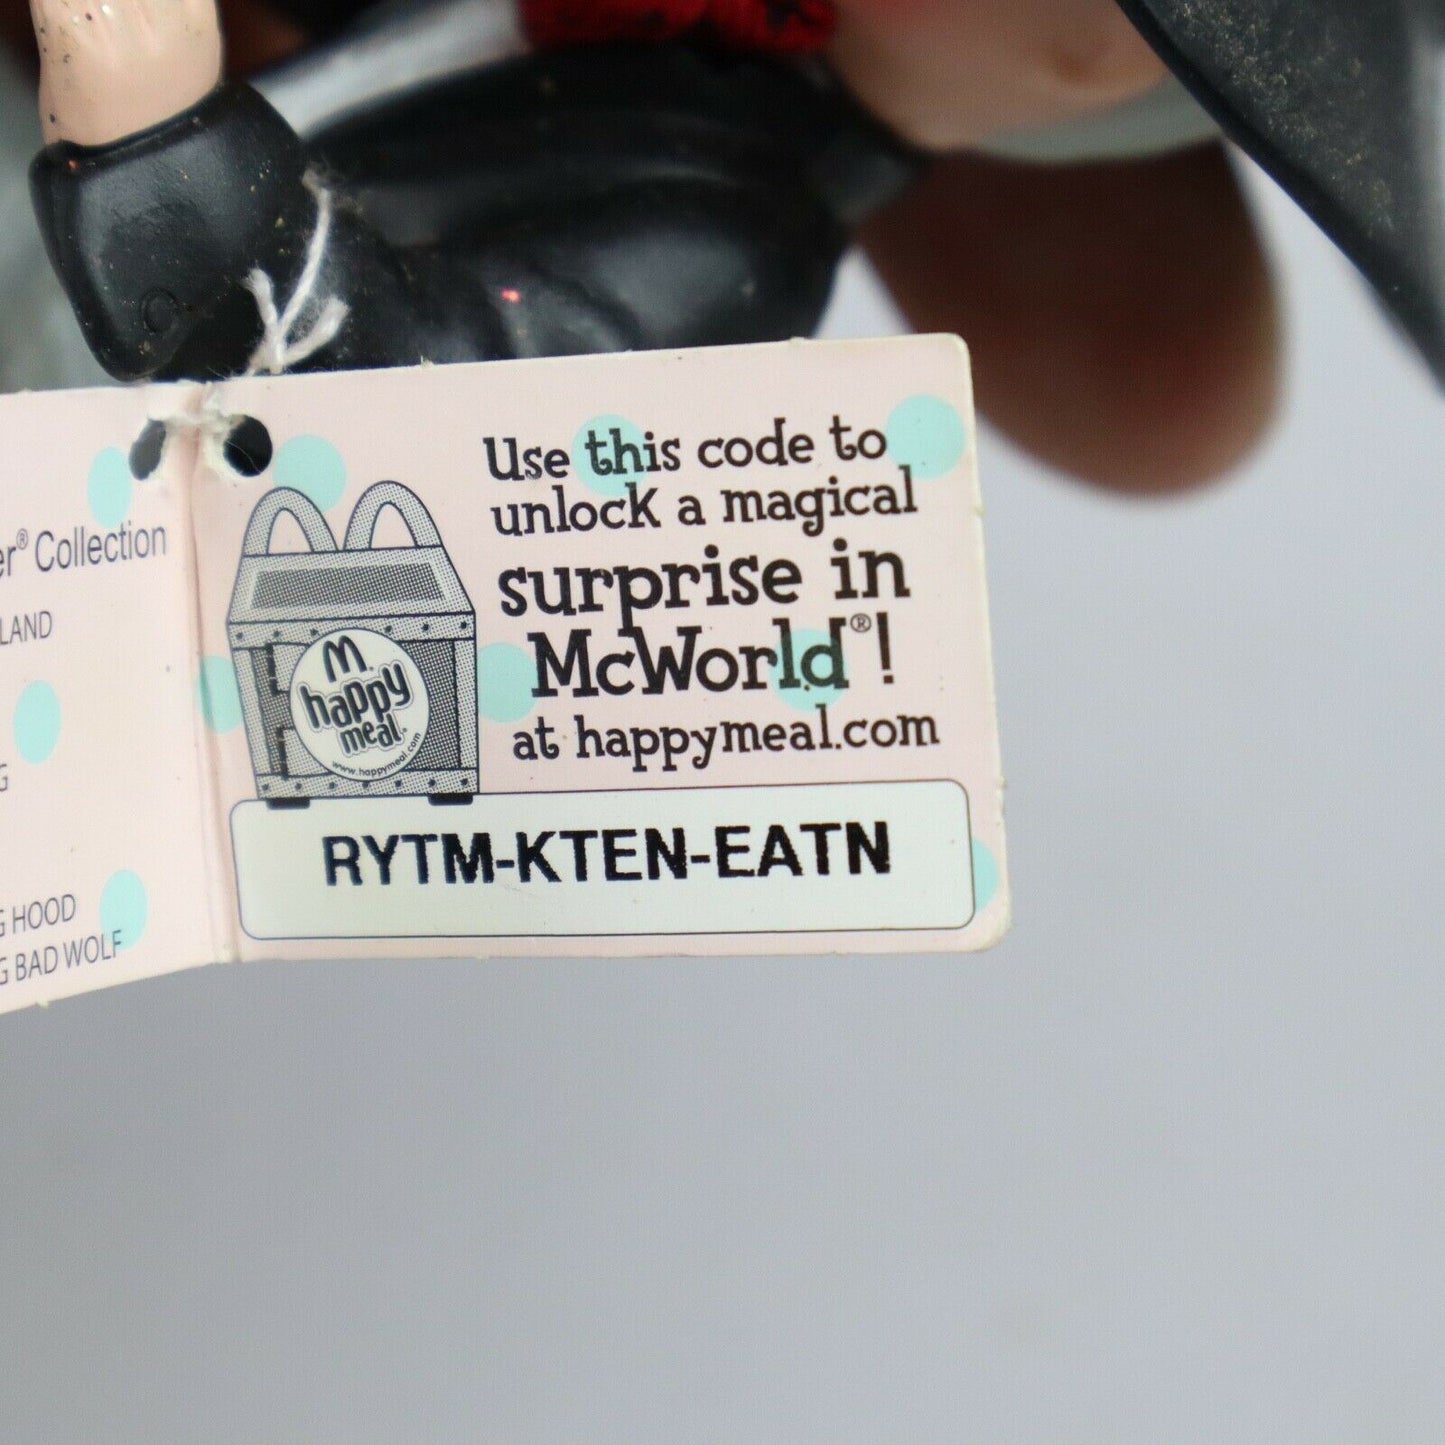 Collection
LAND
G HOOD
G BAD WOLF
Use this code to
unlock a magical
surprise in
McWorld®!
at happymeal.com
M
happy
meal
www.happymeal.com
RYTM-KTEN-EATN